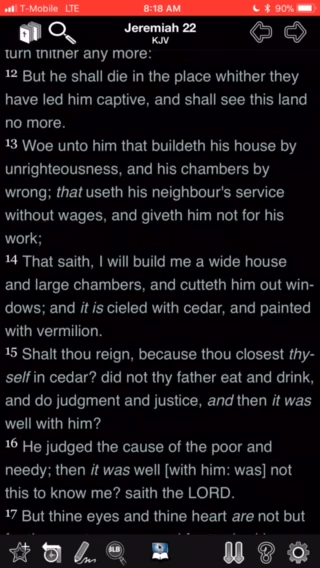 T-Mobile LTE 8:18 AM 90%
Jeremiah 22
KJV
turn thither any more:
12 But he shall die in the place whither they
have led him captive, and shall see this land
no more.
13 Woe unto him that buildeth his house by
unrighteousness, and his chambers by
wrong; that useth his neighbour's service
without wages, and giveth him not for his
work;
14 That saith, I will build me a wide house
and large chambers, and cutteth him out win-
dows; and it is cieled with cedar, and painted
with vermilion.
15 Shalt thou reign, because thou closest thy-
self in cedar? did not thy father eat and drink,
and do judgment and justice, and then it was
well with him?
16 He judged the cause of the poor and
needy; then it was well [with him: was] not
this to know me? saith the LORD.
17 But thine eyes and thine heart are not but
SLB